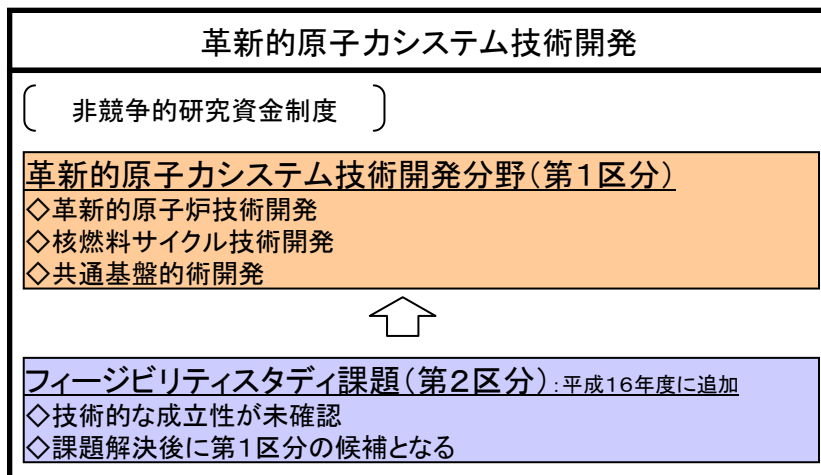 革新的原子力システム技術開発
非競争的研究資金制度
革新的原子力システム技術開発分野(第1区分)
◇革新的原子炉技術開発
◇核燃料サイクル技術開発
◇共通基盤的術開発
フィージビリティスタディ課題(第2区分):平成16年度に追加
◇技術的な成立性が未確認
◇課題解決後に第1区分の候補となる